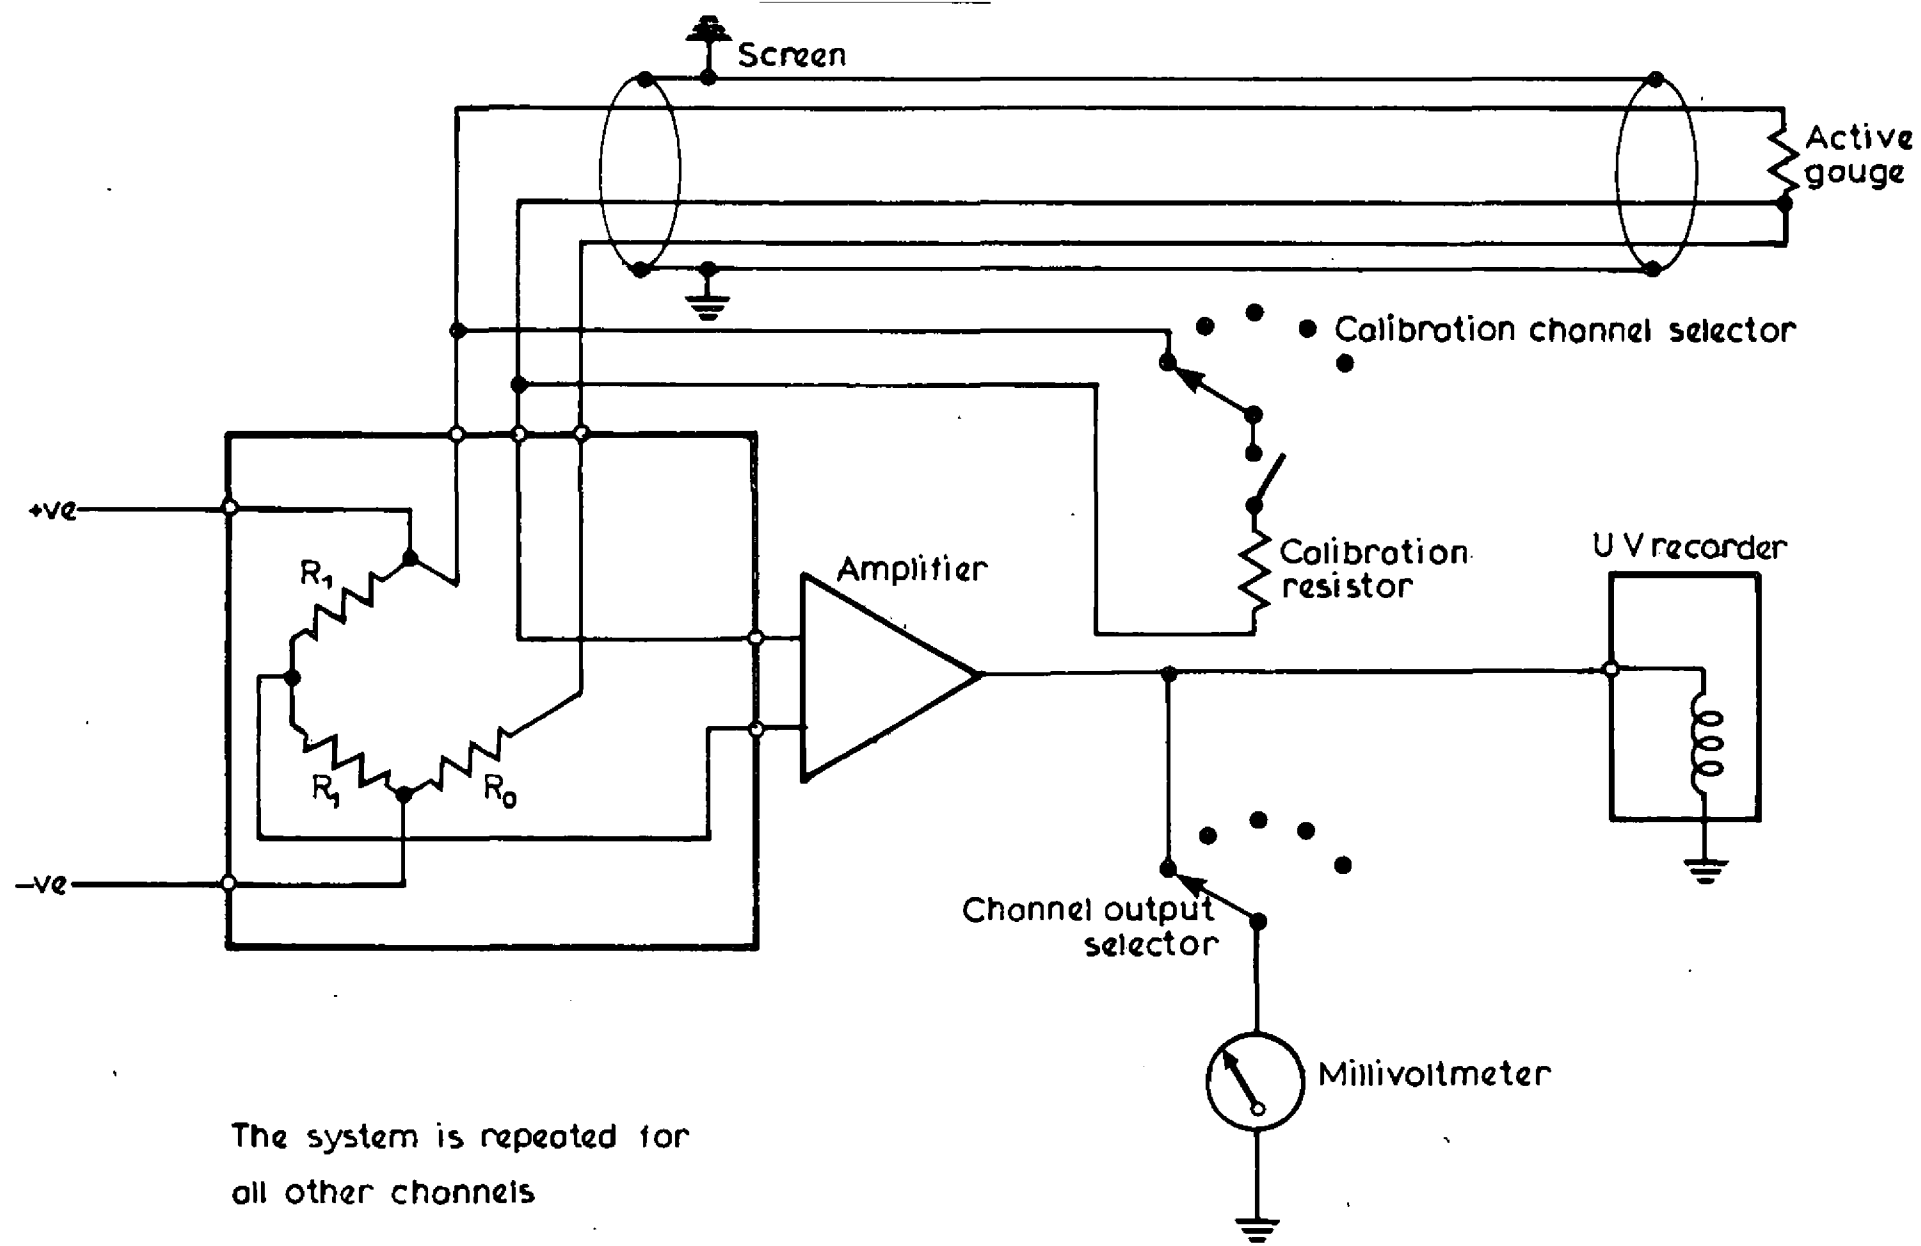 Screen
Active
gauge
Calibration channel selector
+ve
R1
Amplifier
Calibration
resistor
U V recorder
R1
Ro
-ve
Channel output
selector
Millivoltmeter
The system is repeated for
all other channels